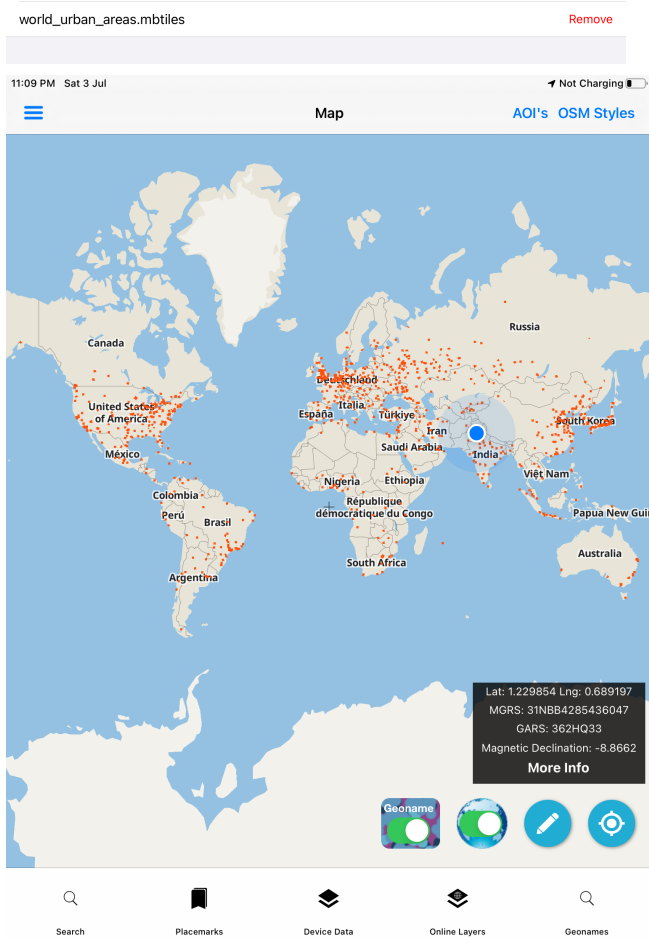 world_urban_areas.mbtiles
Remove
11:09 PM Sat 3 Jul
Not Charging
Map
AOI's OSM Styles
Russia
Canada
Deutschland
United States
of America
Italia
España
Türkiye
South Korea
Iran
Saudi Arabia
México
India
Việt Nam
Nigeria
Ethiopia
Colombia
République
démocratique du Congo
Perú
Brasil
Papua New Gui
Australia
South Africa
Argentina
Lat: 1.229854 Lng: 0.689197
MGRS: 31NBB4285436047
GARS: 362HQ33
Magnetic Declination: -8.8662
More Info
Geoname
Search
Placemarks
Device Data
Online Layers
Geonames